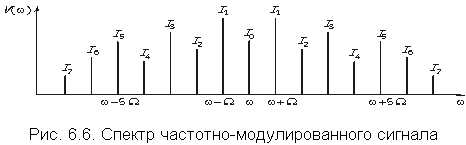 V(ω)
I₇ I₆ I₅ I₄ I₃ I₂ I₁ I₀ I₁ I₂ I₃ I₄ I₅ I₆ I₇
ω−5Ω ω−Ω ω ω+Ω ω+5Ω ω
Рис. 6.6. Спектр частотно-модулированного сигнала